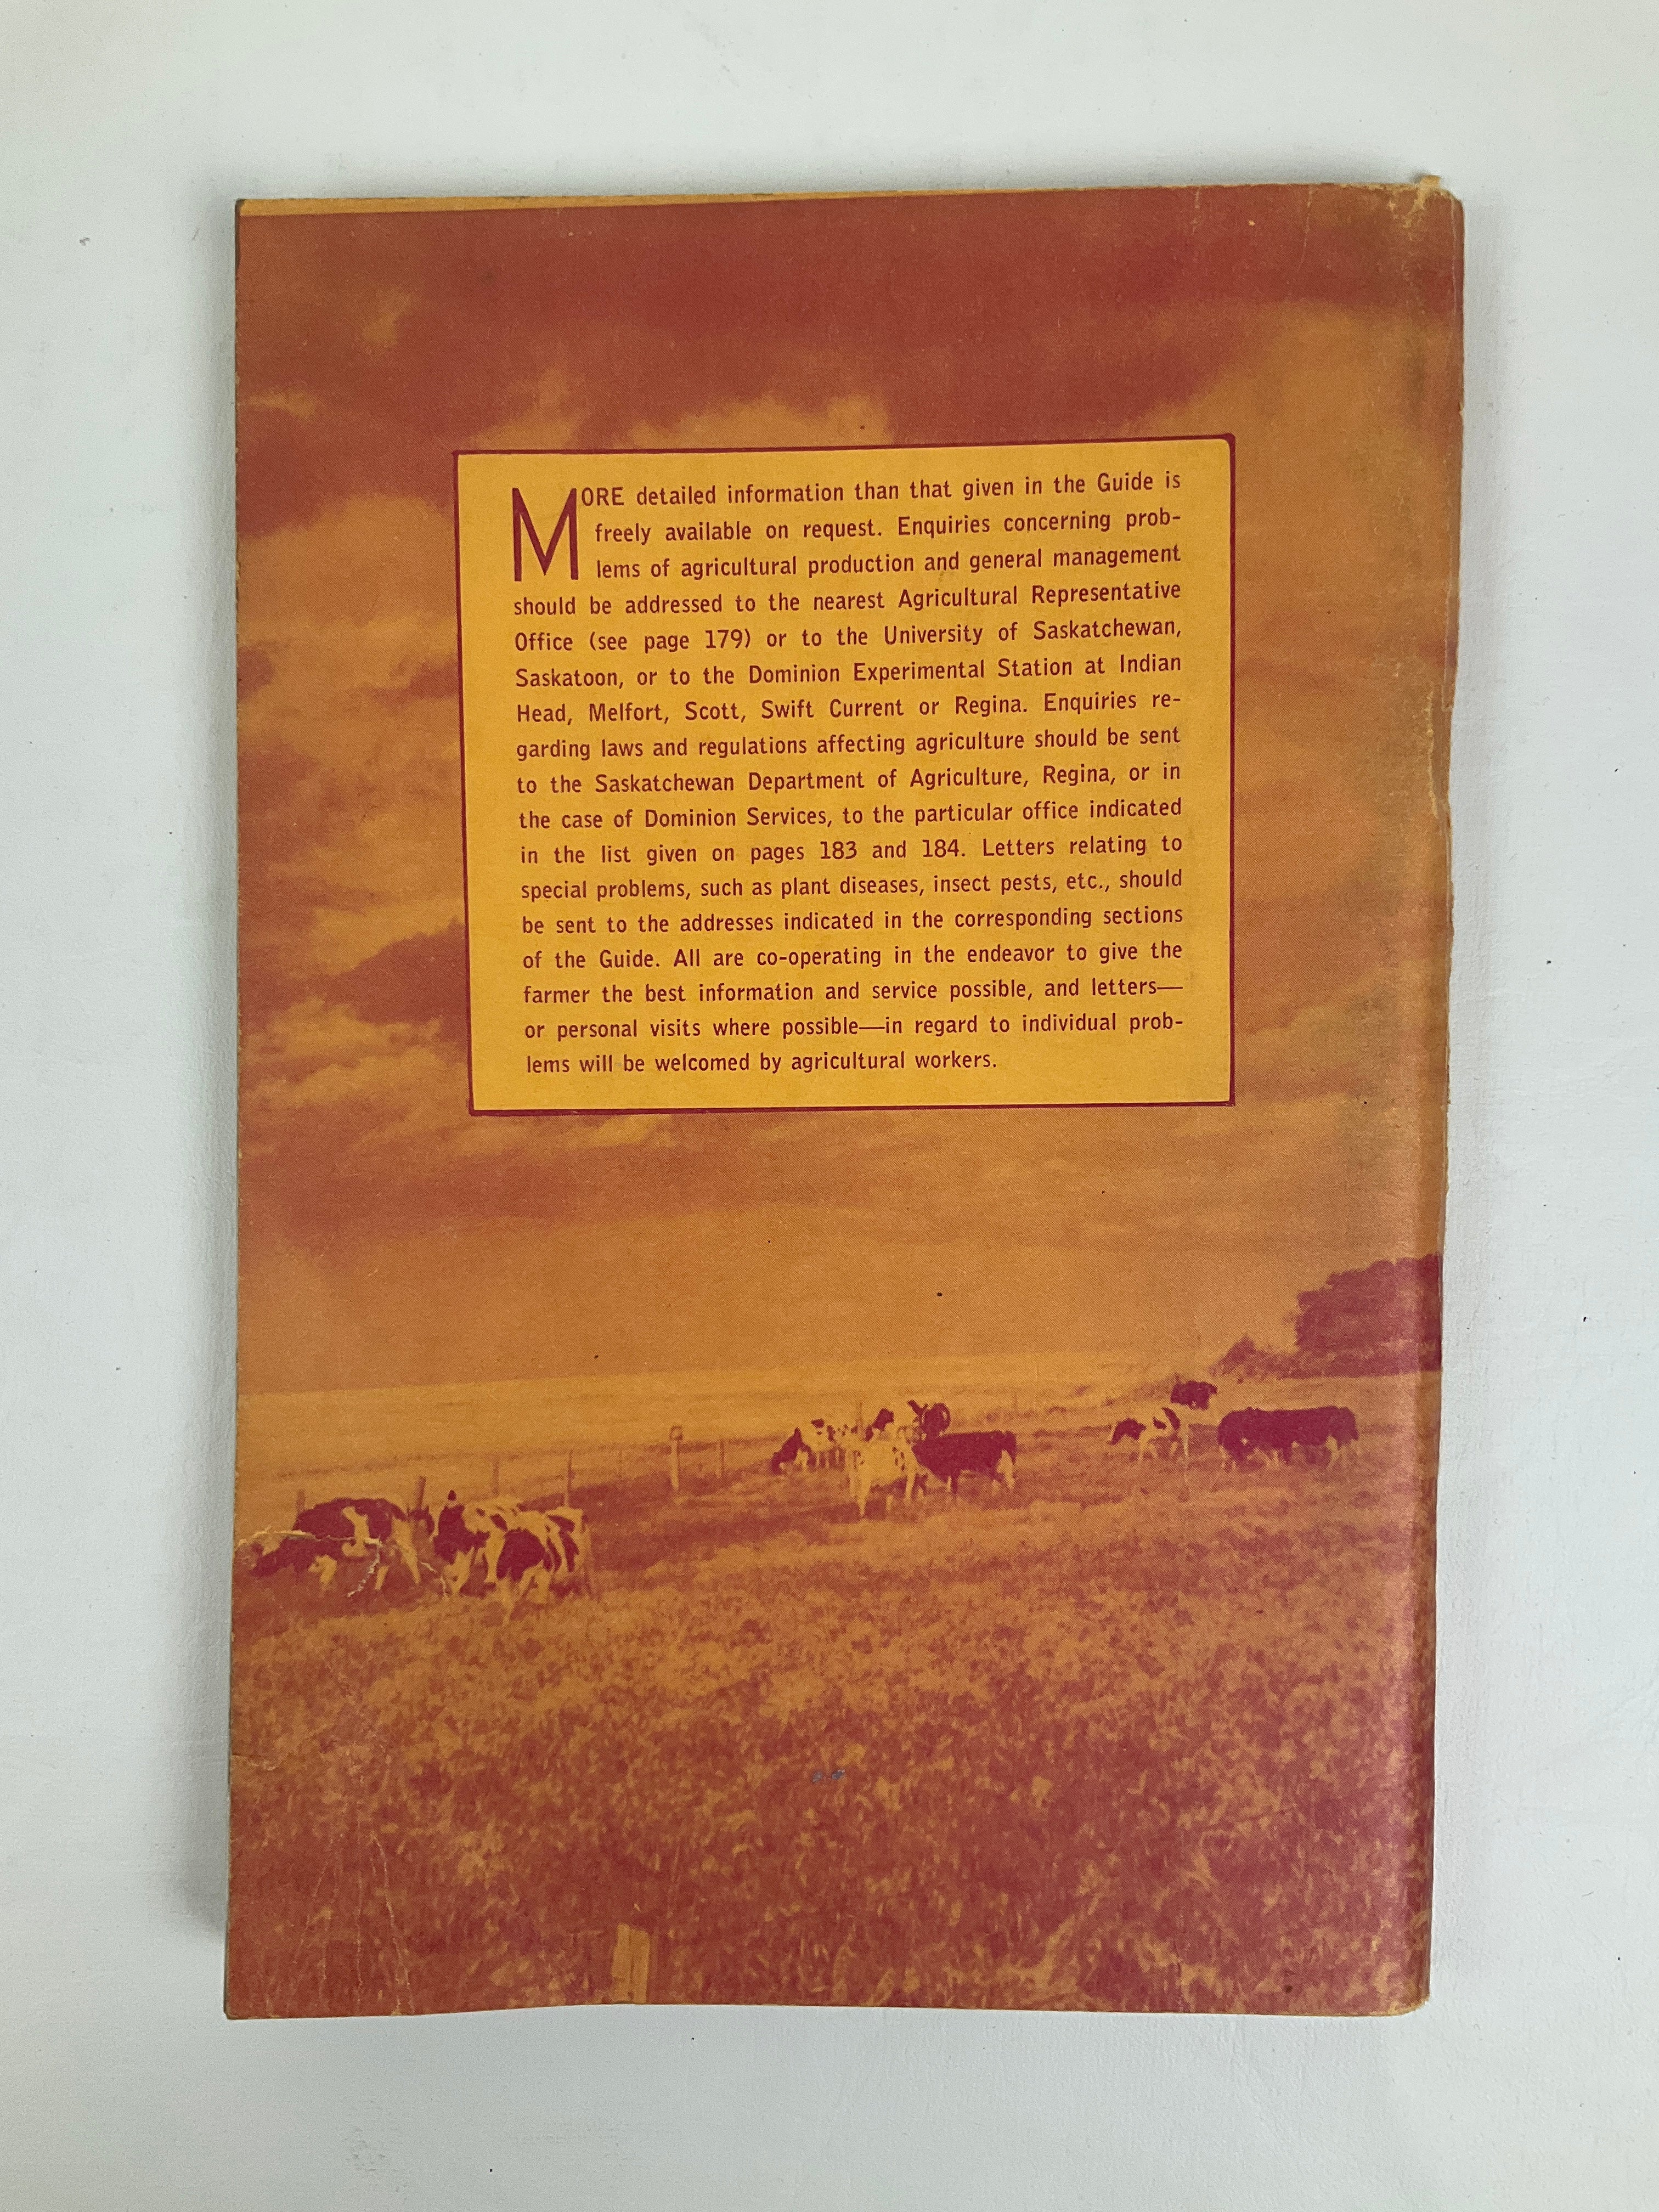 MORE detailed information than that given in the Guide is
freely available on request. Enquiries concerning prob-
lems of agricultural production and general management
should be addressed to the nearest Agricultural Representative
Office (see page 179) or to the University of Saskatchewan,
Saskatoon, or to the Dominion Experimental Station at Indian
Head, Melfort, Scott, Swift Current or Regina. Enquiries re-
garding laws and regulations affecting agriculture should be sent
to the Saskatchewan Department of Agriculture, Regina, or in
the case of Dominion Services, to the particular office indicated
in the list given on pages 183 and 184. Letters relating to
special problems, such as plant diseases, insect pests, etc., should
be sent to the addresses indicated in the corresponding sections
of the Guide. All are co-operating in the endeavor to give the
farmer the best information and service possible, and letters—
or personal visits where possible—in regard to individual prob-
lems will be welcomed by agricultural workers.